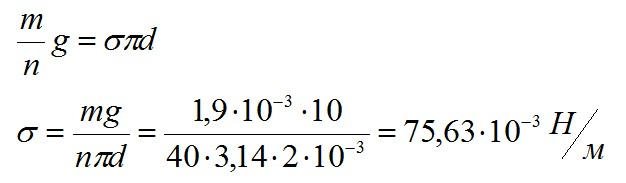 m/n g = σπd
σ = mg/nπd = 1,9·10⁻³·10/40·3,14·2·10⁻³ = 75,63·10⁻³ Н/м